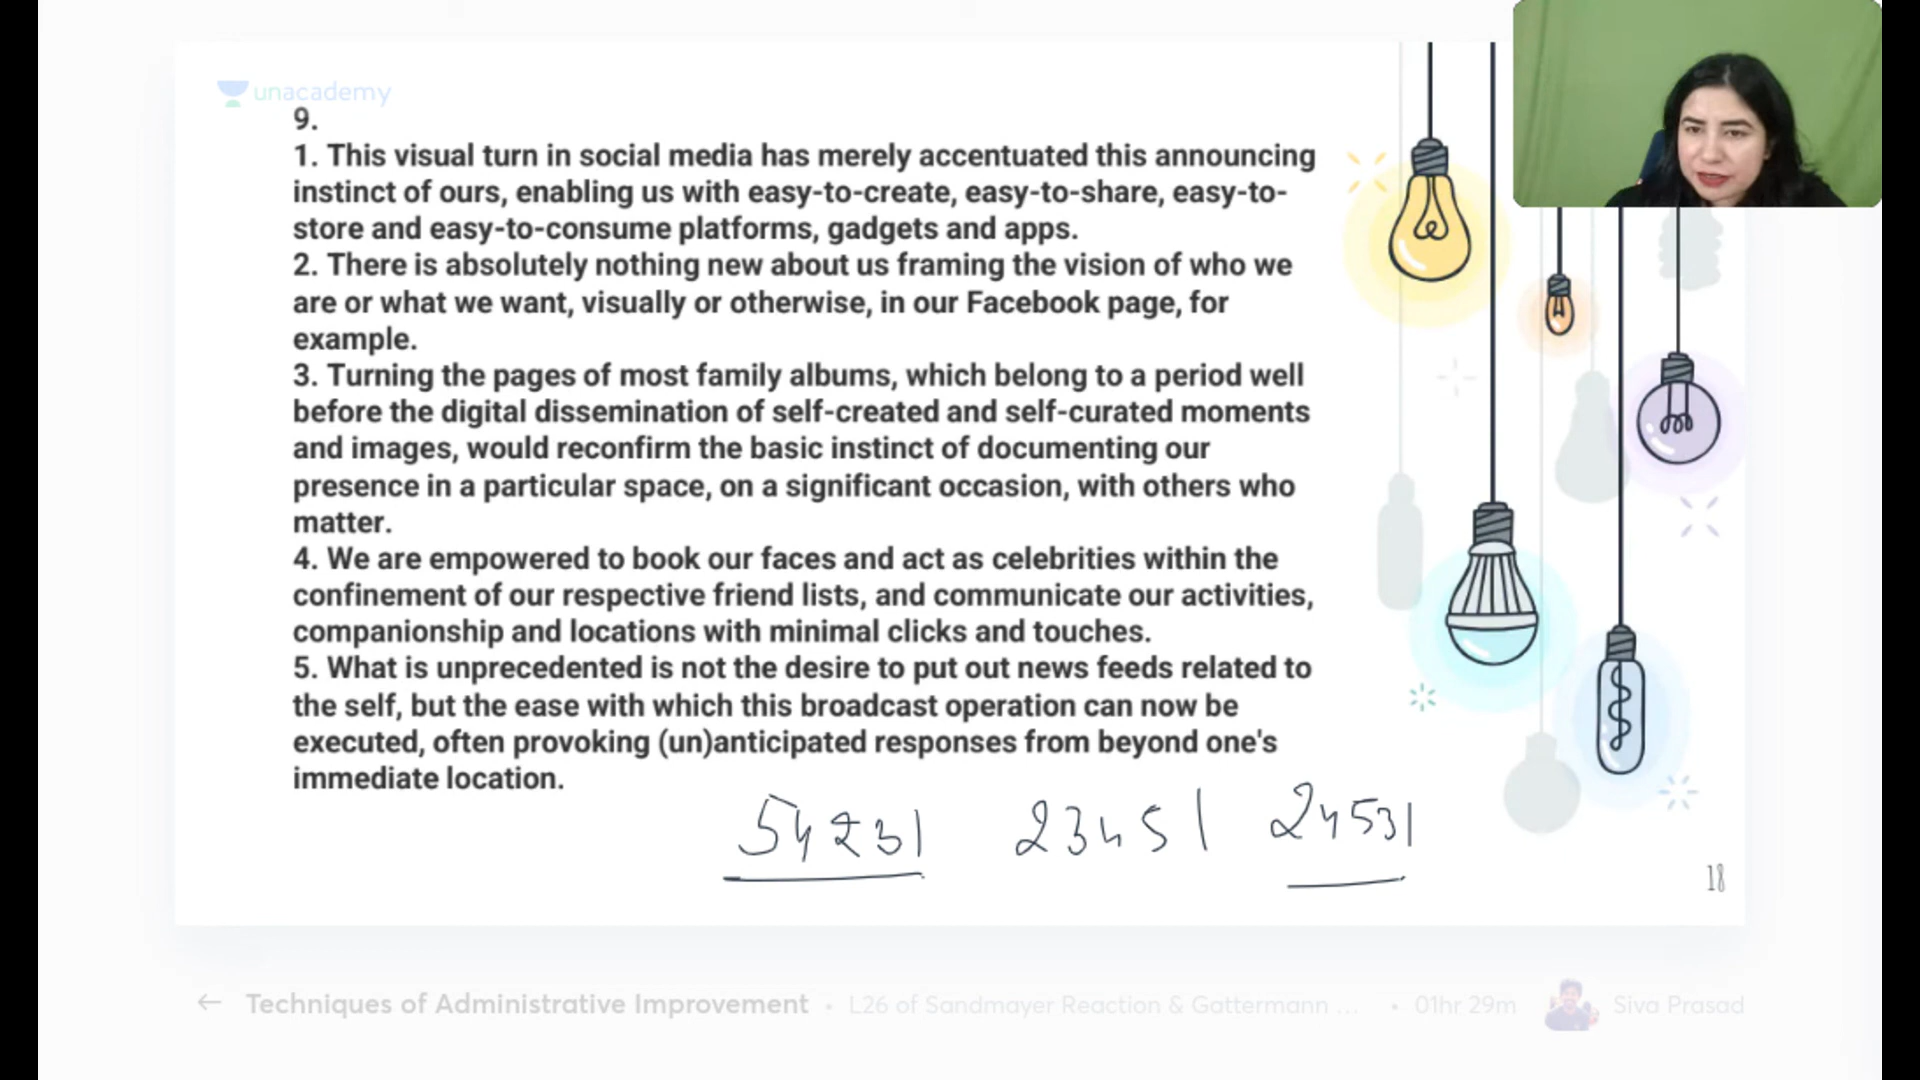 unacademy
9.
1. This visual turn in social media has merely accentuated this announcing
instinct of ours, enabling us with easy-to-create, easy-to-share, easy-to-
store and easy-to-consume platforms, gadgets and apps.
2. There is absolutely nothing new about us framing the vision of who we
are or what we want, visually or otherwise, in our Facebook page, for
example.
3. Turning the pages of most family albums, which belong to a period well
before the digital dissemination of self-created and self-curated moments
and images, would reconfirm the basic instinct of documenting our
presence in a particular space, on a significant occasion, with others who
matter.
4. We are empowered to book our faces and act as celebrities within the
confinement of our respective friend lists, and communicate our activities,
companionship and locations with minimal clicks and touches.
5. What is unprecedented is not the desire to put out news feeds related to
the self, but the ease with which this broadcast operation can now be
executed, often provoking (un)anticipated responses from beyond one's
immediate location.
54231 23451 24531
18
← Techniques of Administrative Improvement • L26 of Sandmayer Reaction & Gattermann ... • 01hr 29m Siva Prasad